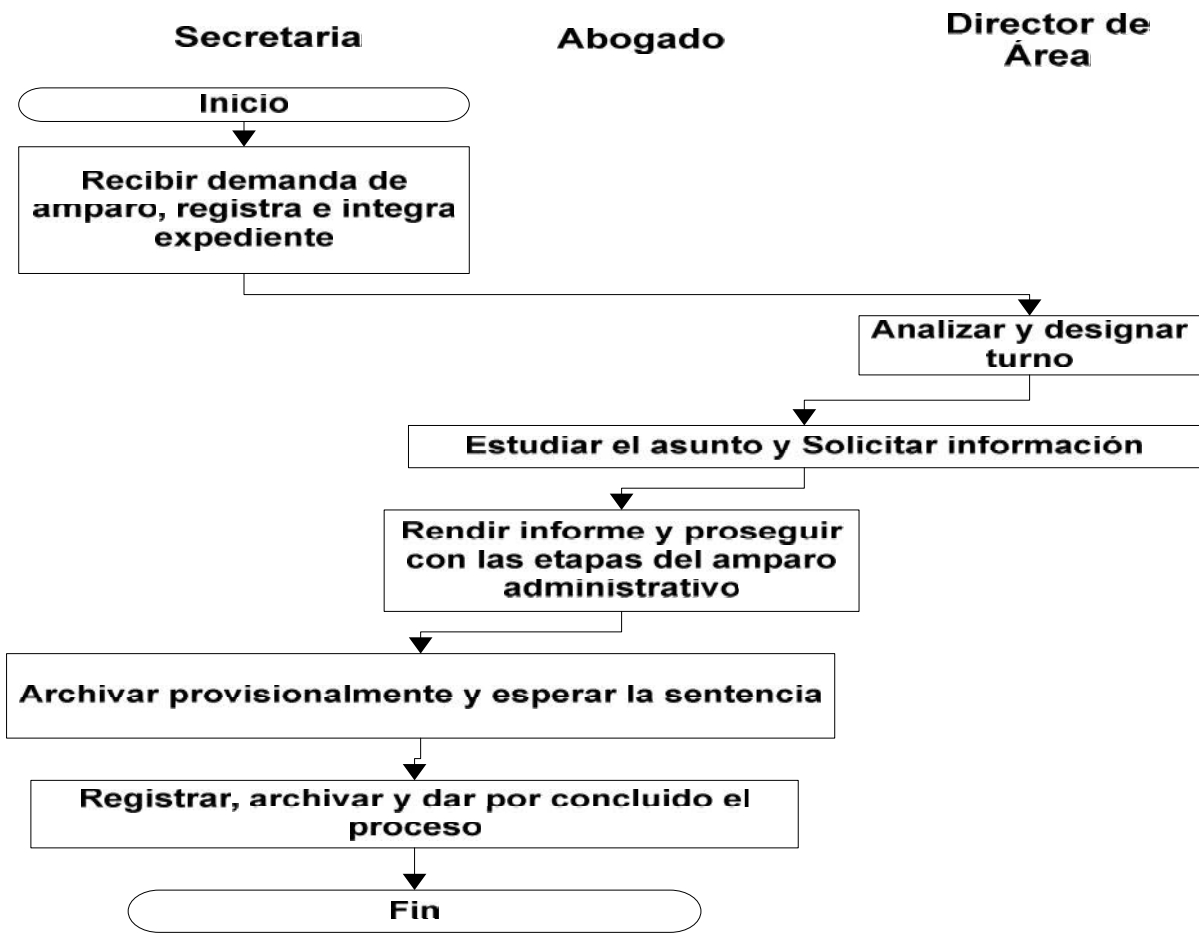 Secretaria
Abogado
Director de
Área
Inicio
Recibir demanda de
amparo, registra e integra
expediente
Analizar y designar
turno
Estudiar el asunto y Solicitar información
Rendir informe y proseguir
con las etapas del amparo
administrativo
Archivar provisionalmente y esperar la sentencia
Registrar, archivar y dar por concluido el
proceso
Fin